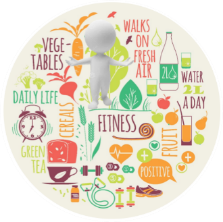 VEGE-
TABLES
WALKS
ON
FRESH
AIR
2L
WATER
2L
A DAY
DAILY LIFE
CEREALS
FITNESS
FRUIT
GREEN
TEA
POSITIVE